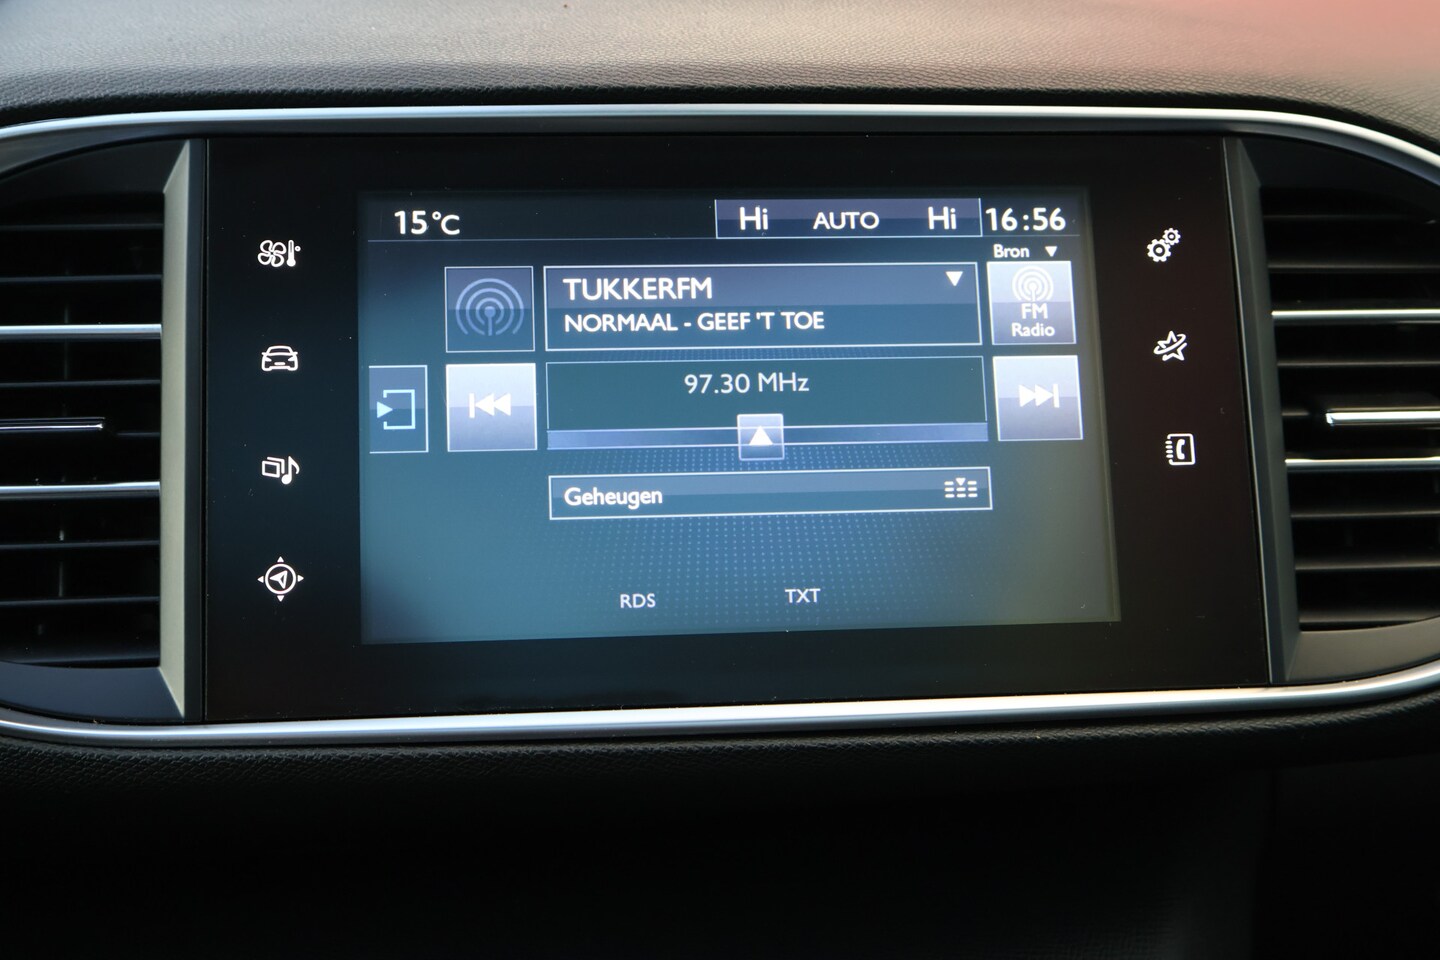 15°C Hi AUTO Hi 16:56
Bron
TUKKERFM
NORMAAL - GEEF 'T TOE
FM
Radio
97.30 MHz
Geheugen
RDS TXT